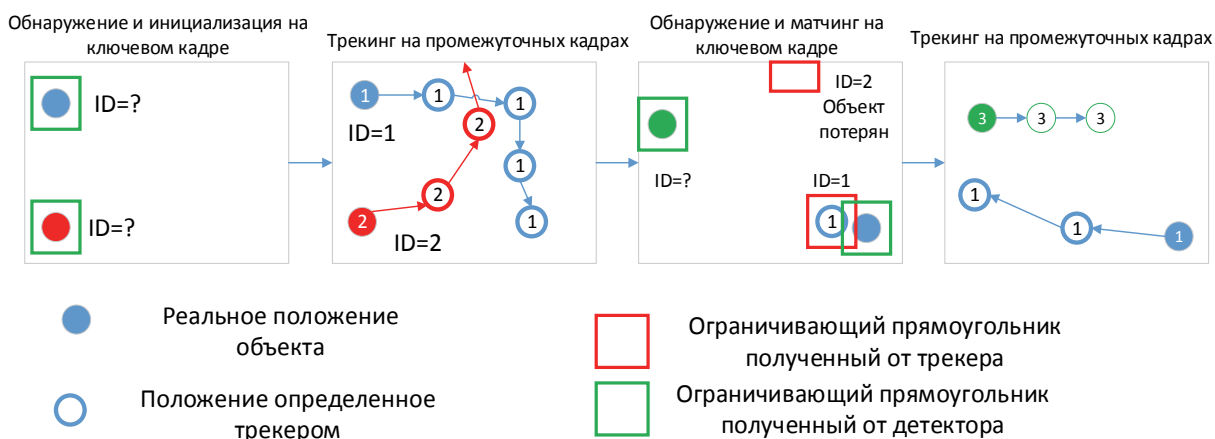 Обнаружение и инициализация на
ключевом кадре
Трекинг на промежуточных кадрах
Обнаружение и матчинг на
ключевом кадре
Трекинг на промежуточных кадрах
ID=?
ID=?
1
1
1
ID=1
2
1
2
2
ID=2
1
ID=2
Объект
потерян
ID=?
ID=1
1
3
3
3
1
1
1
Реальное положение
объекта
Положение определенное
трекером
Ограничивающий прямоугольник
полученный от трекера
Ограничивающий прямоугольник
полученный от детектора